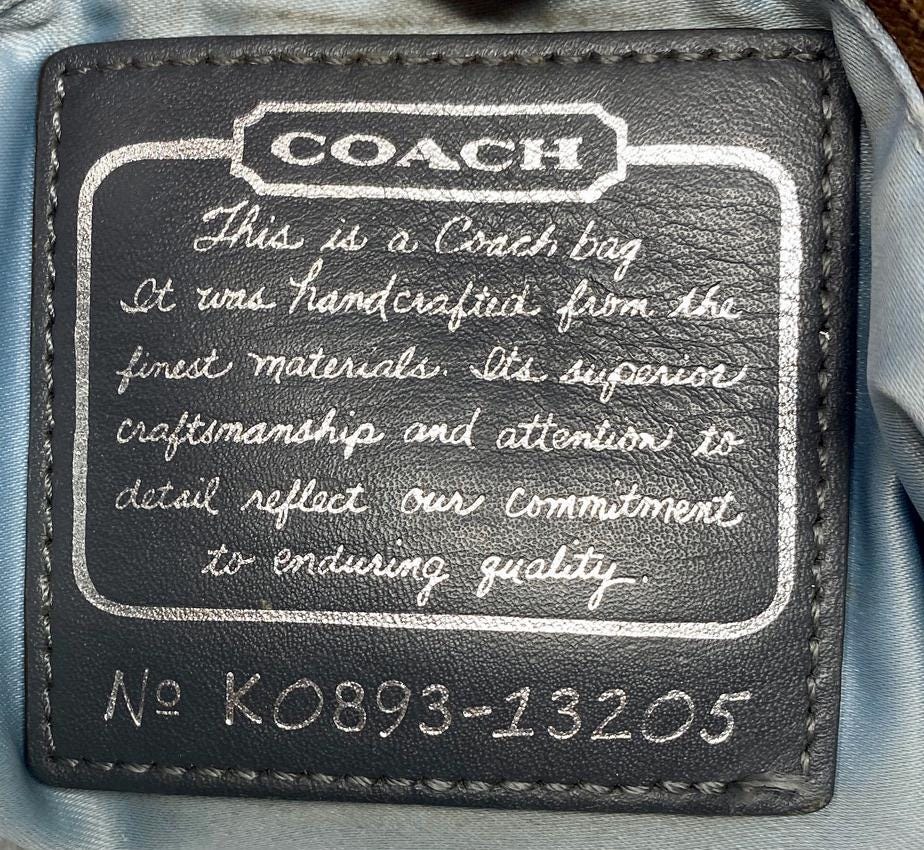 COACH
This is a Coach bag
It was handcrafted from the
finest materials. Its superior
craftsmanship and attention to
detail reflect our commitment
to enduring quality.
Nº K0893-13205